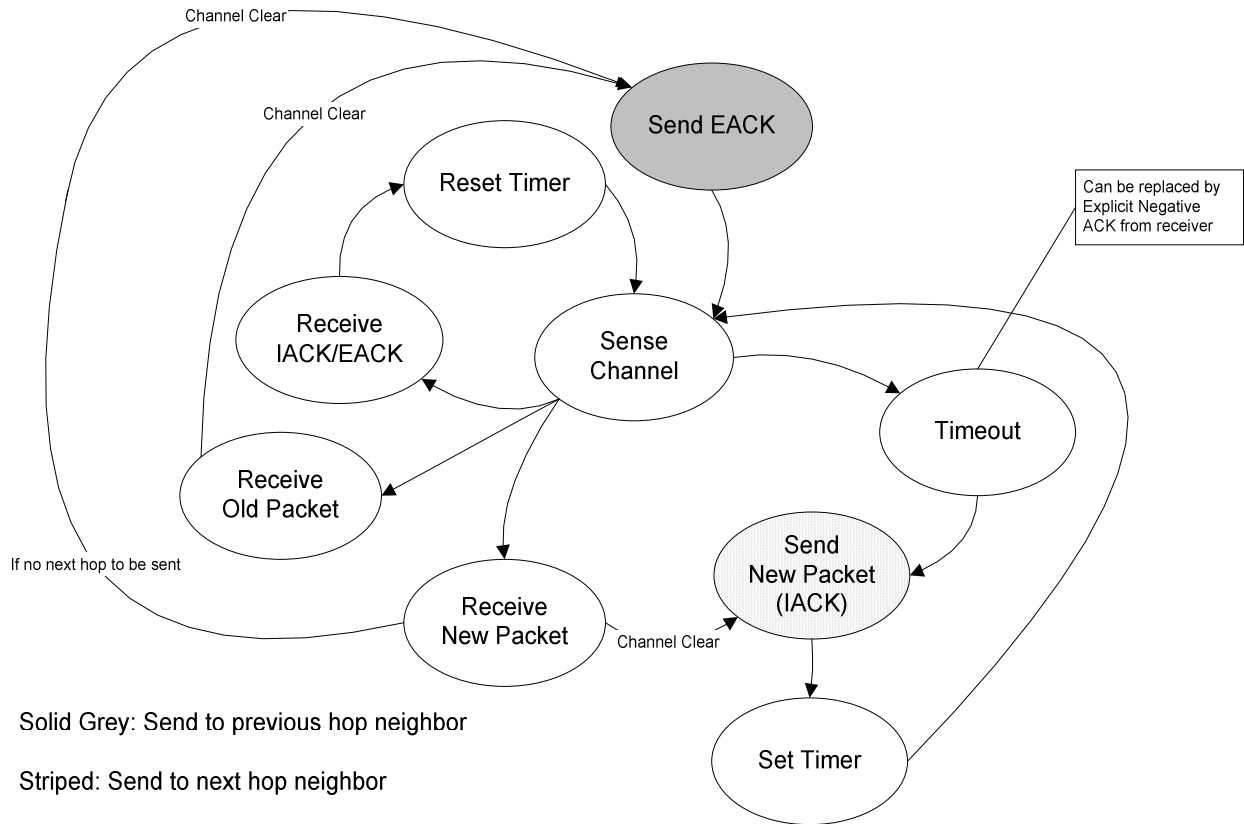 Channel Clear
Channel Clear
Send EACK
Reset Timer
Can be replaced by
Explicit Negative
ACK from receiver
Receive
IACK/EACK
Sense
Channel
Timeout
Receive
Old Packet
Send
New Packet
(IACK)
If no next hop to be sent
Receive
New Packet
Channel Clear
Solid Grey: Send to previous hop neighbor
Set Timer
Striped: Send to next hop neighbor